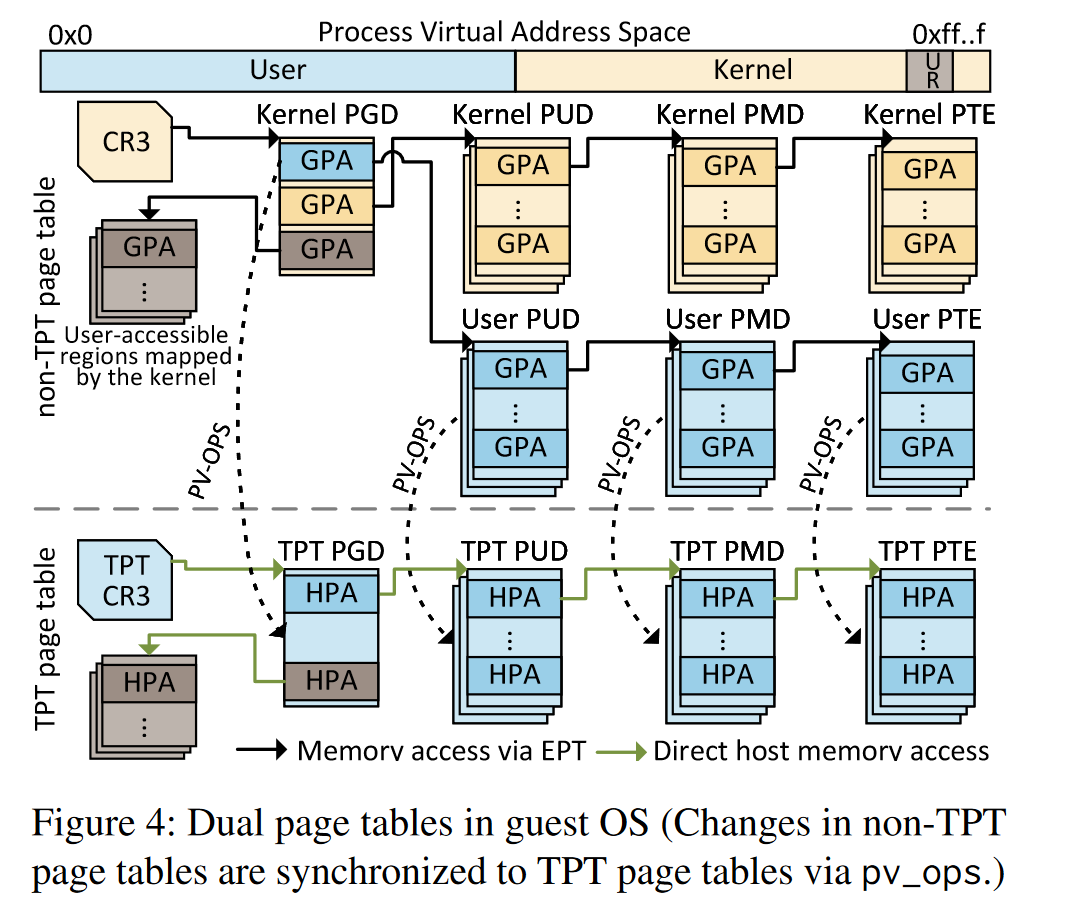 0x0 Process Virtual Address Space 0xff..f
User Kernel UR
CR3 Kernel PGD Kernel PUD Kernel PMD Kernel PTE
GPA GPA GPA GPA
GPA
GPA GPA
⋮ ⋮ ⋮ ⋮
GPA GPA GPA
User-accessible
regions mapped
by the kernel
non-TPT page table
User PUD User PMD User PTE
GPA GPA GPA
⋮ ⋮ ⋮
GPA GPA GPA
PV-OPS PV-OPS PV-OPS PV-OPS
TPT page table
TPT
CR3
TPT PGD TPT PUD TPT PMD TPT PTE
HPA HPA HPA HPA
⋮ ⋮ ⋮
HPA HPA HPA HPA HPA
⋮
Memory access via EPT Direct host memory access
Figure 4: Dual page tables in guest OS (Changes in non-TPT
page tables are synchronized to TPT page tables via pv_ops.)